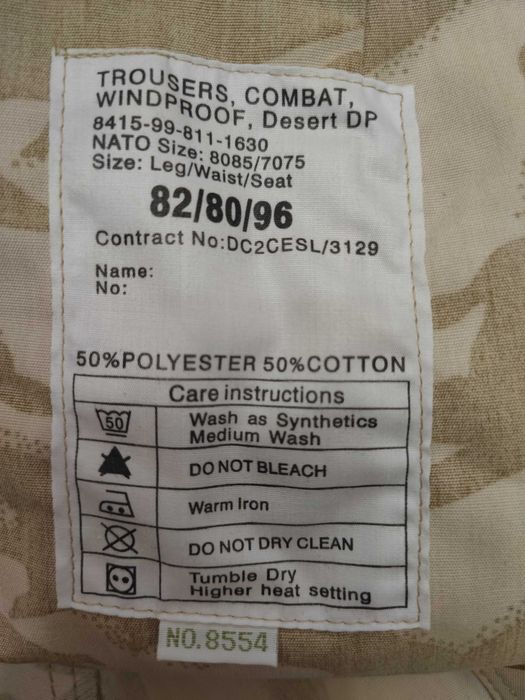 TROUSERS, COMBAT,
WINDPROOF, Desert DP
8415-99-811-1630
NATO Size: 8085/7075
Size: Leg/Waist/Seat
82/80/96
Contract No:DC2CESL/3129
Name:
No:
50%POLYESTER 50%COTTON
Care instructions
50
Wash as Synthetics
Medium Wash
DO NOT BLEACH
Warm Iron
DO NOT DRY CLEAN
Tumble Dry
Higher heat setting
NO.8554